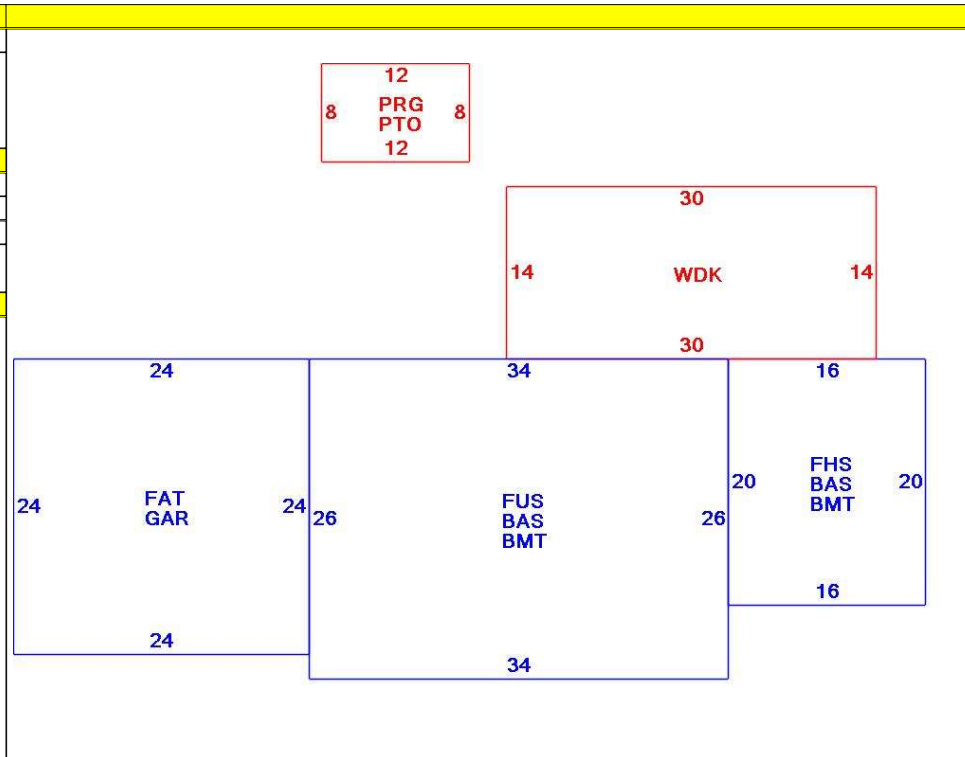 12
8 PRG 8
PTO
12
30
14 WDK 14
30
24
34
16
24 FAT 24
GAR
26 FUS 26
BAS
BMT
20 FHS 20
BAS
BMT
16
24
34